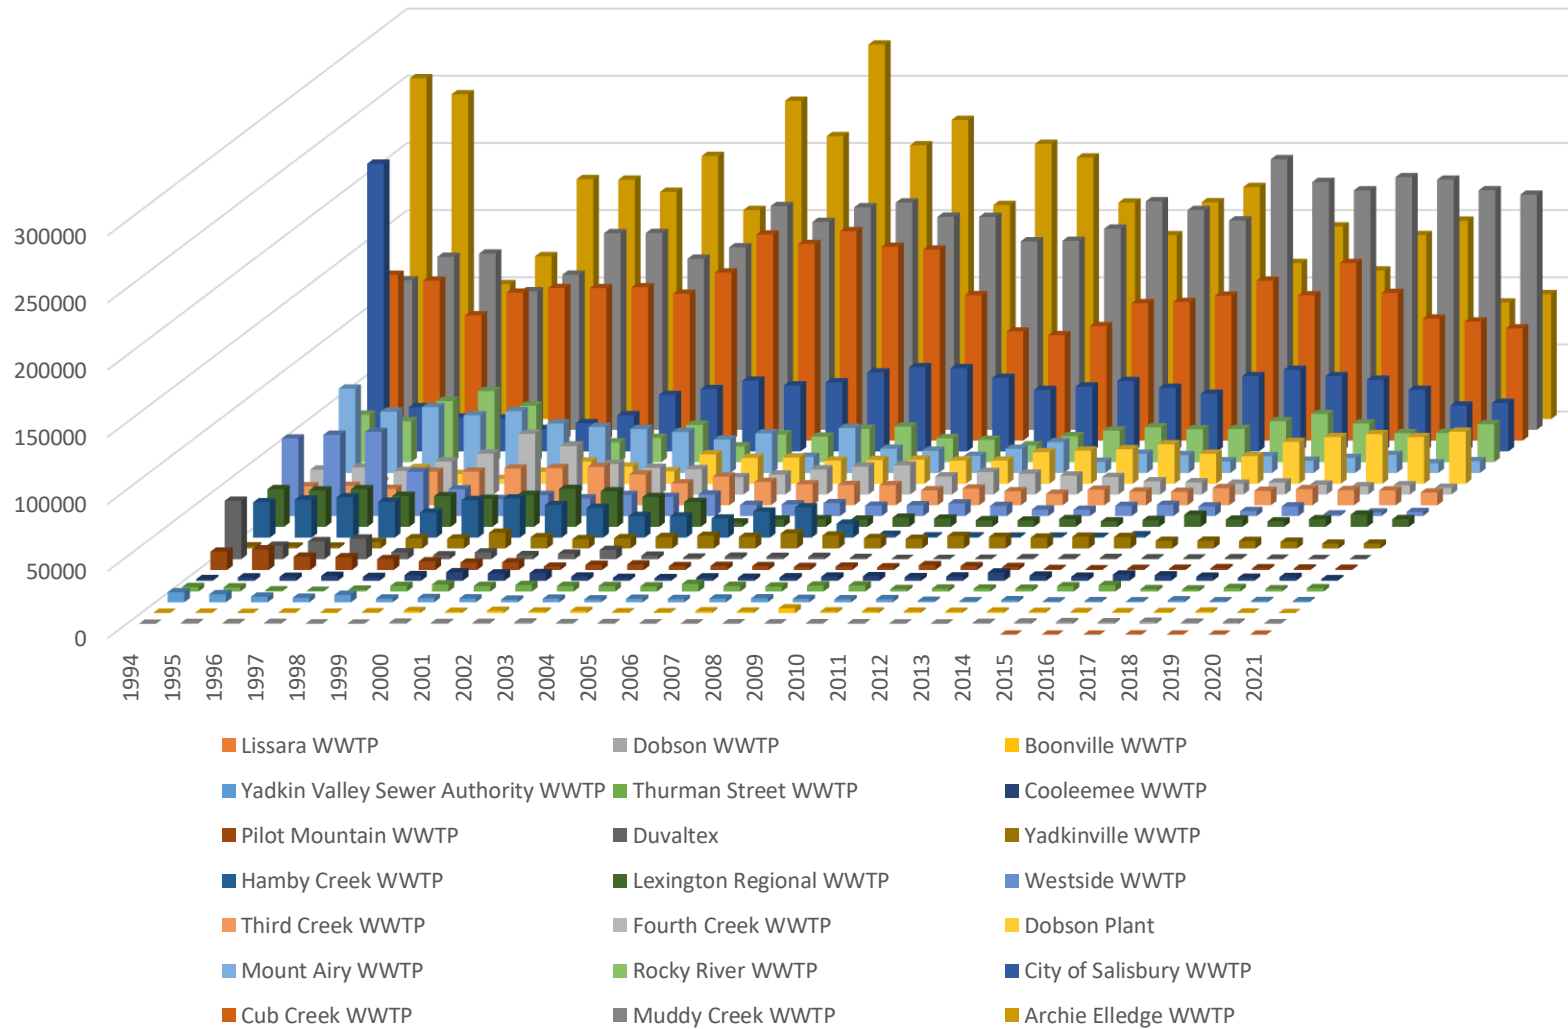 300000
250000
200000
150000
100000
50000
0
1994 1995 1996 1997 1998 1999 2000 2001 2002 2003 2004 2005 2006 2007 2008 2009 2010 2011 2012 2013 2014 2015 2016 2017 2018 2019 2020 2021
Lissara WWTP Dobson WWTP Boonville WWTP
Yadkin Valley Sewer Authority WWTP Thurman Street WWTP Cooleemee WWTP
Pilot Mountain WWTP Duvaltex Yadkinville WWTP
Hamby Creek WWTP Lexington Regional WWTP Westside WWTP
Third Creek WWTP Fourth Creek WWTP Dobson Plant
Mount Airy WWTP Rocky River WWTP City of Salisbury WWTP
Cub Creek WWTP Muddy Creek WWTP Archie Elledge WWTP